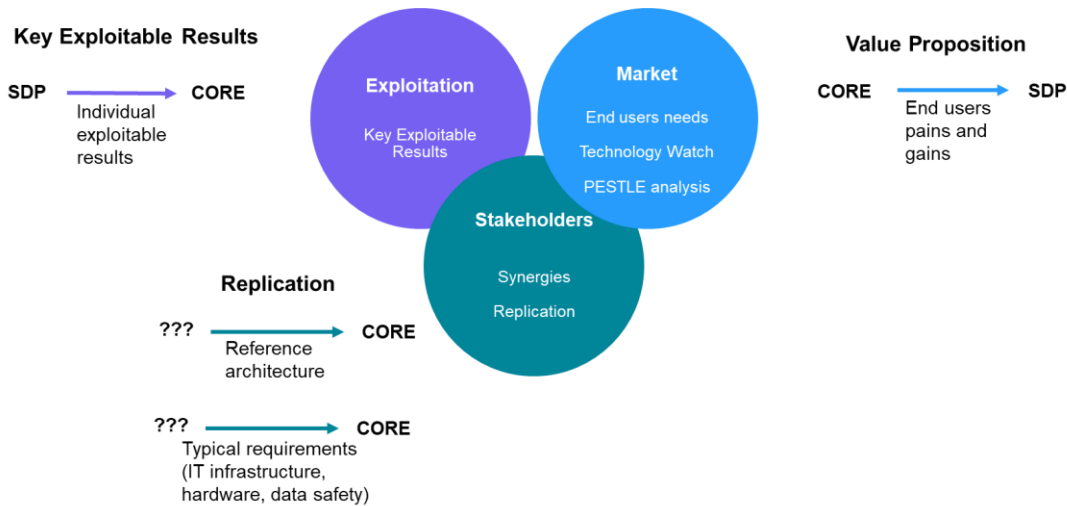 Key Exploitable Results
SDP
CORE
Individual
exploitable
results
Exploitation
Key Exploitable
Results
Market
End users needs
Technology Watch
PESTLE analysis
Value Proposition
CORE
SDP
End users
pains and
gains
Stakeholders
Synergies
Replication
Replication
???
CORE
Reference
architecture
???
CORE
Typical requirements
(IT infrastructure,
hardware, data safety)